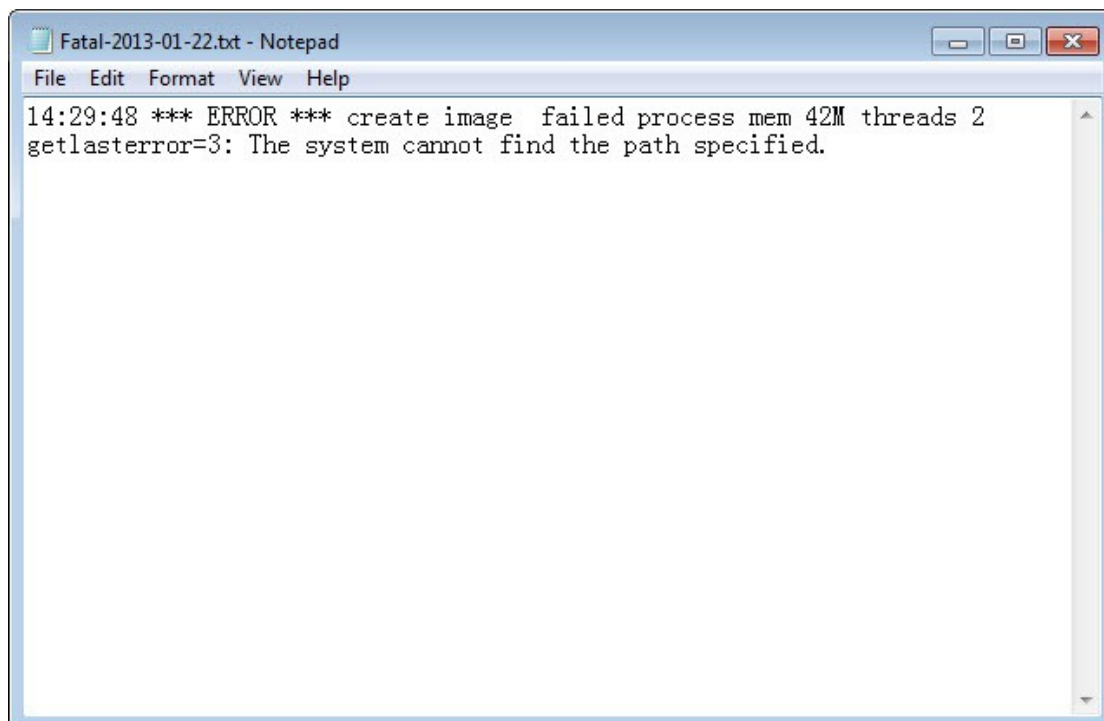 Fatal-2013-01-22.txt - Notepad
File Edit Format View Help
14:29:48 *** ERROR *** create image  failed process mem 42M threads 2
getlasterror=3: The system cannot find the path specified.